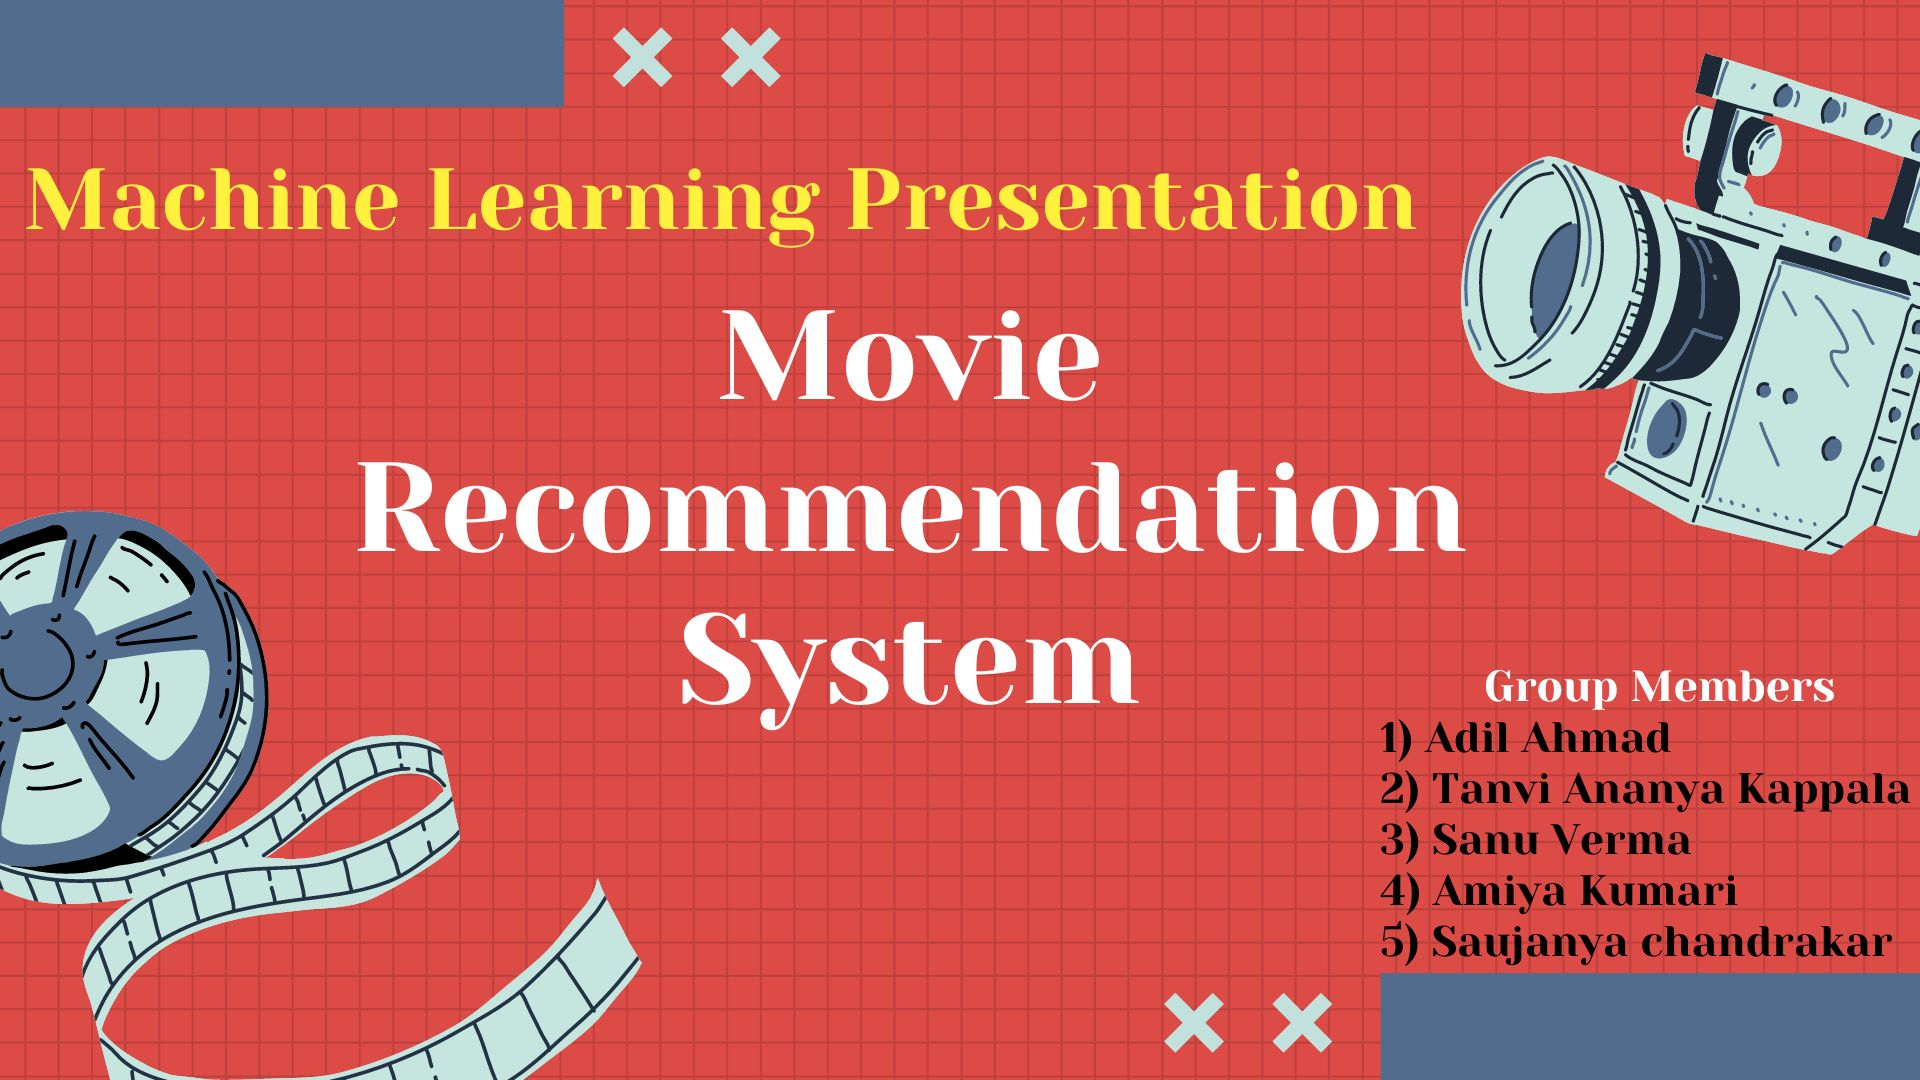 Machine Learning Presentation
Movie
Recommendation
System
Group Members
1) Adil Ahmad
2) Tanvi Ananya Kappala
3) Sanu Verma
4) Amiya Kumari
5) Saujanya chandrakar